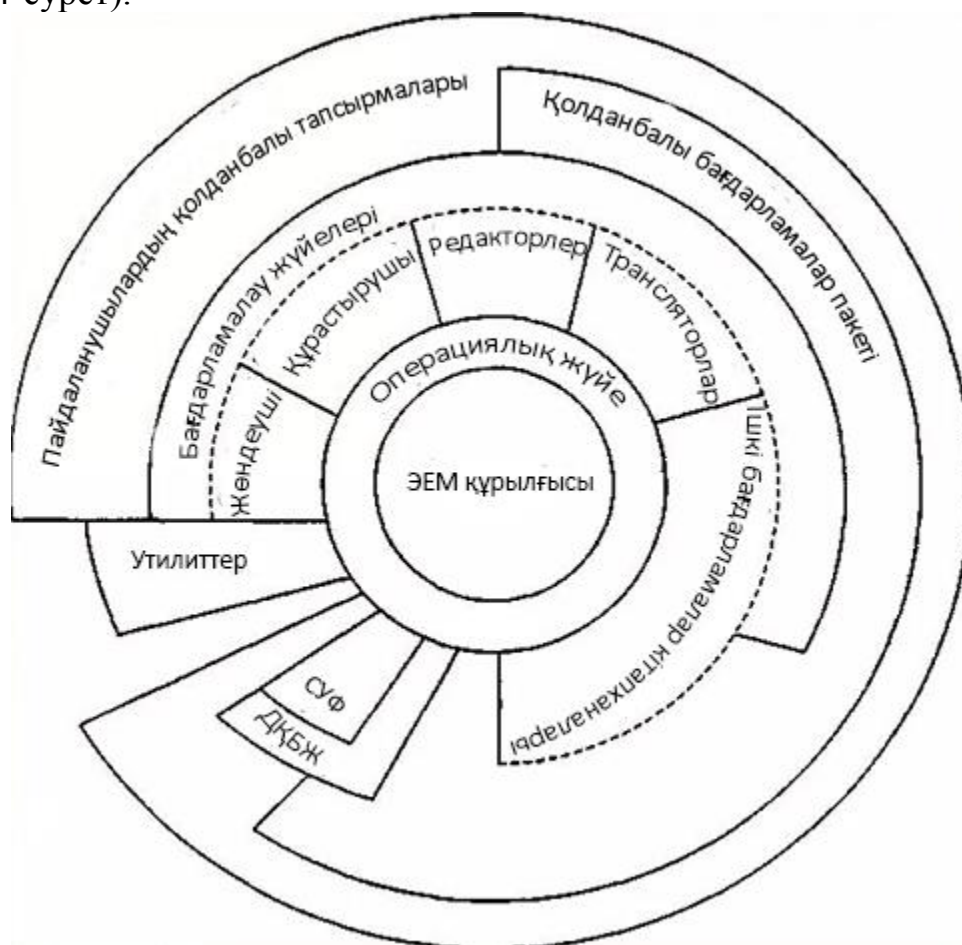 4-сурет).
Пайдаланушылардың қолданбалы тапсырмалары
Қолданбалы бағдарламалар пакеті
Бағдарламалау жүйелері
Жөндеуші
Құрастырушы
Редакторлер
Трансляторлар
Ішкі бағдарламалар кітапханалары
Операциялық жүйе
ЭЕМ құрылғысы
Утилиттер
СУФ
ДҚБЖ